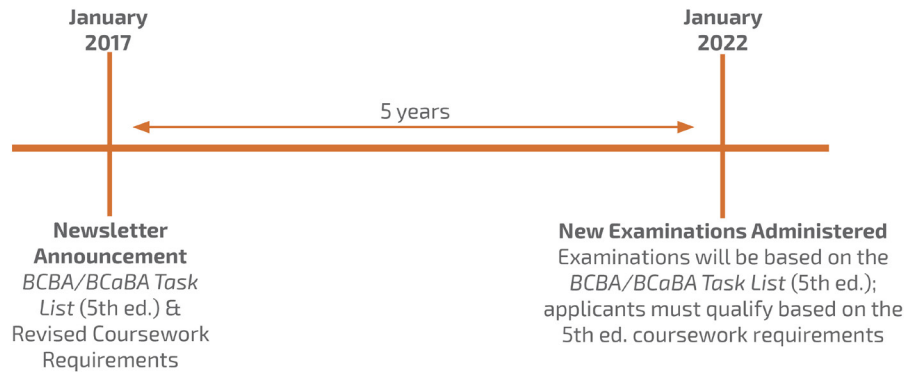 January
2017
January
2022
5 years
Newsletter
Announcement
BCBA/BCaBA Task
List (5th ed.) &
Revised Coursework
Requirements
New Examinations Administered
Examinations will be based on the
BCBA/BCaBA Task List (5th ed.);
applicants must qualify based on the
5th ed. coursework requirements